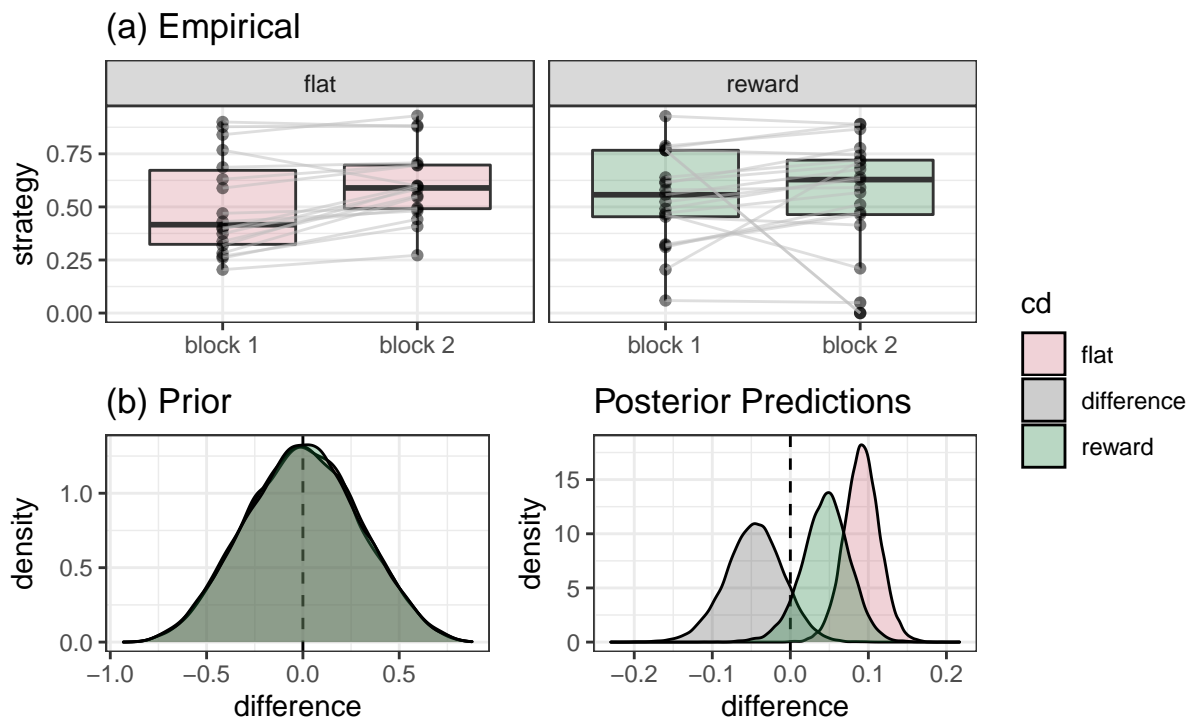 (a) Empirical
flat
reward
strategy
0.75
0.50
0.25
0.00
block 1
block 2
block 1
block 2
(b) Prior
density
1.0
0.5
0.0
−1.0
−0.5
0.0
0.5
difference
Posterior Predictions
density
15
10
5
0
−0.2
−0.1
0.0
0.1
0.2
difference
cd
flat
difference
reward